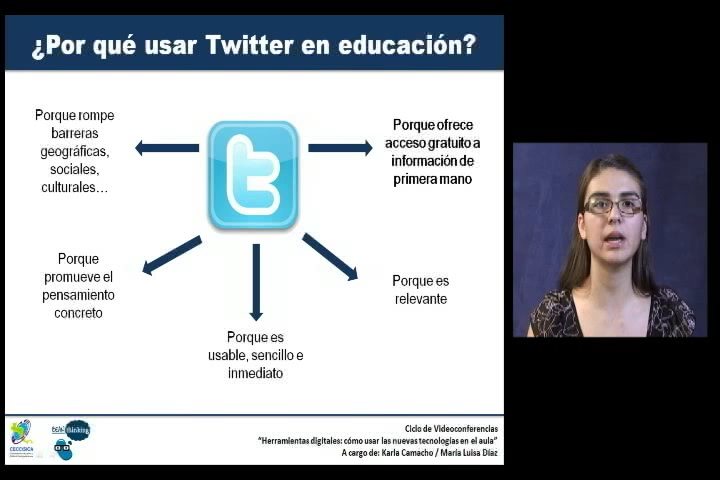 ¿Por qué usar Twitter en educación?
Porque rompe
barreras
geográficas,
sociales,
culturales…
Porque ofrece
acceso gratuito a
información de
primera mano
Porque
promueve el
pensamiento
concreto
Porque es
relevante
Porque es
usable, sencillo e
inmediato
Ciclo de Videoconferencias
"Herramientas digitales: cómo usar las nuevas tecnologías en el aula"
A cargo de: Karla Camacho / María Luisa Díaz
CECCSICA
thinking